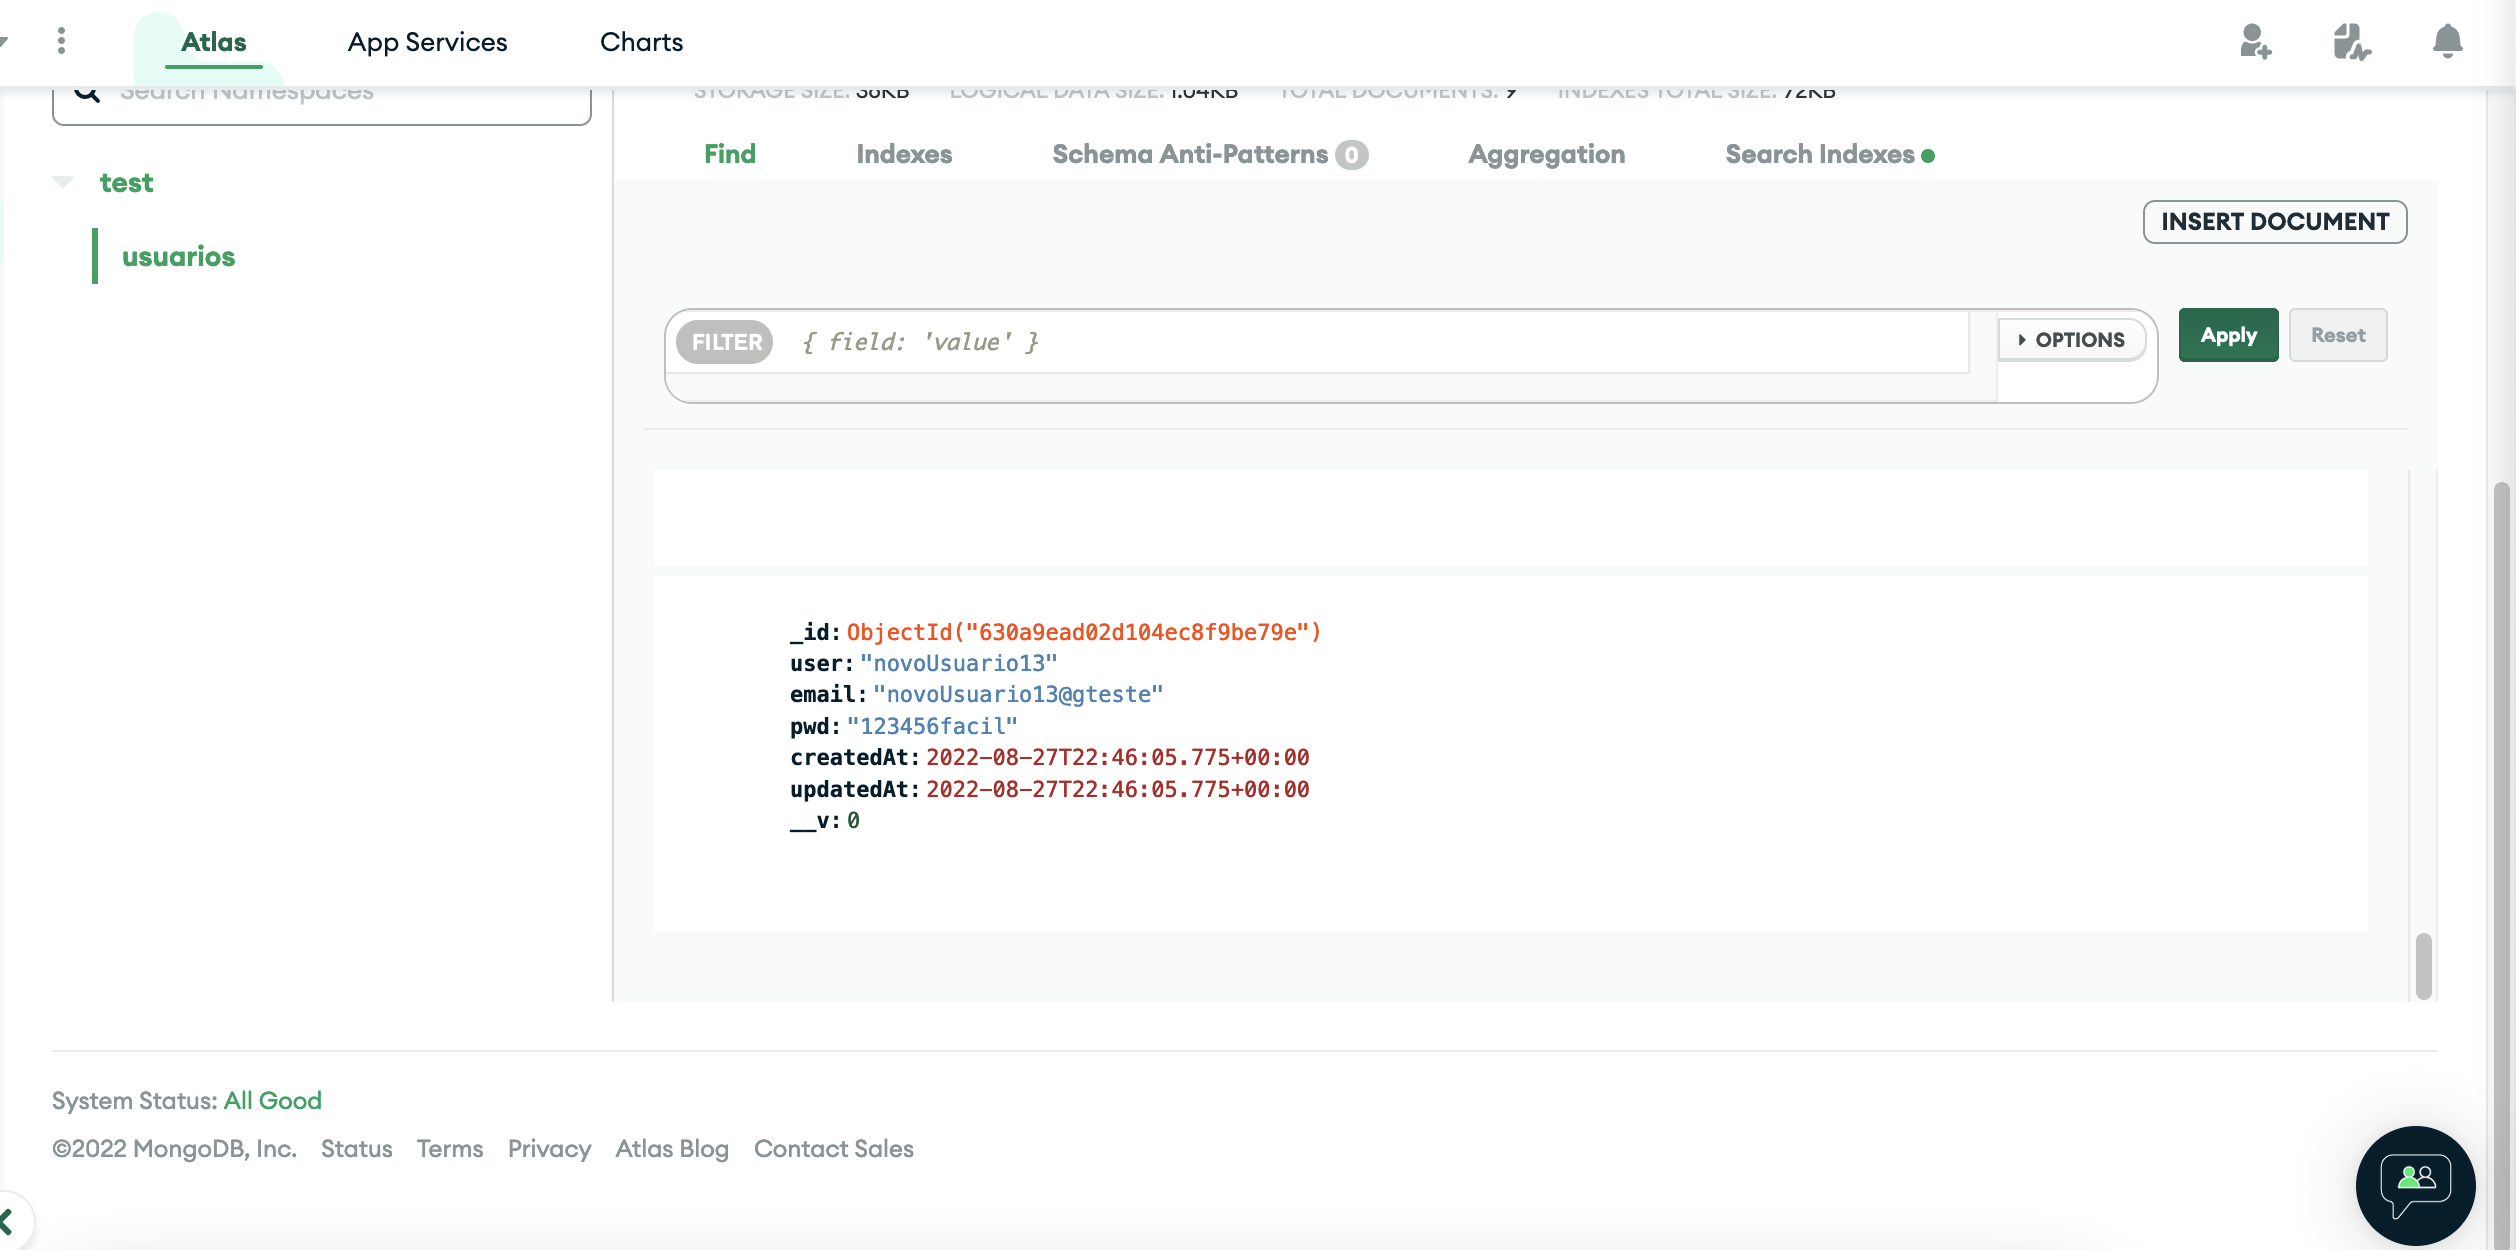 Atlas App Services Charts
Search Namespaces
STORAGE SIZE: 36KB LOGICAL DATA SIZE: 1.04KB TOTAL DOCUMENTS: 9 INDEXES TOTAL SIZE: 72KB
Find Indexes Schema Anti-Patterns 0 Aggregation Search Indexes
test
usuarios
INSERT DOCUMENT
FILTER { field: 'value' } OPTIONS Apply Reset
_id: ObjectId("630a9ead02d104ec8f9be79e")
user: "novoUsuario13"
email: "novoUsuario13@gteste"
pwd: "123456facil"
createdAt: 2022-08-27T22:46:05.775+00:00
updatedAt: 2022-08-27T22:46:05.775+00:00
__v: 0
System Status: All Good
©2022 MongoDB, Inc. Status Terms Privacy Atlas Blog Contact Sales